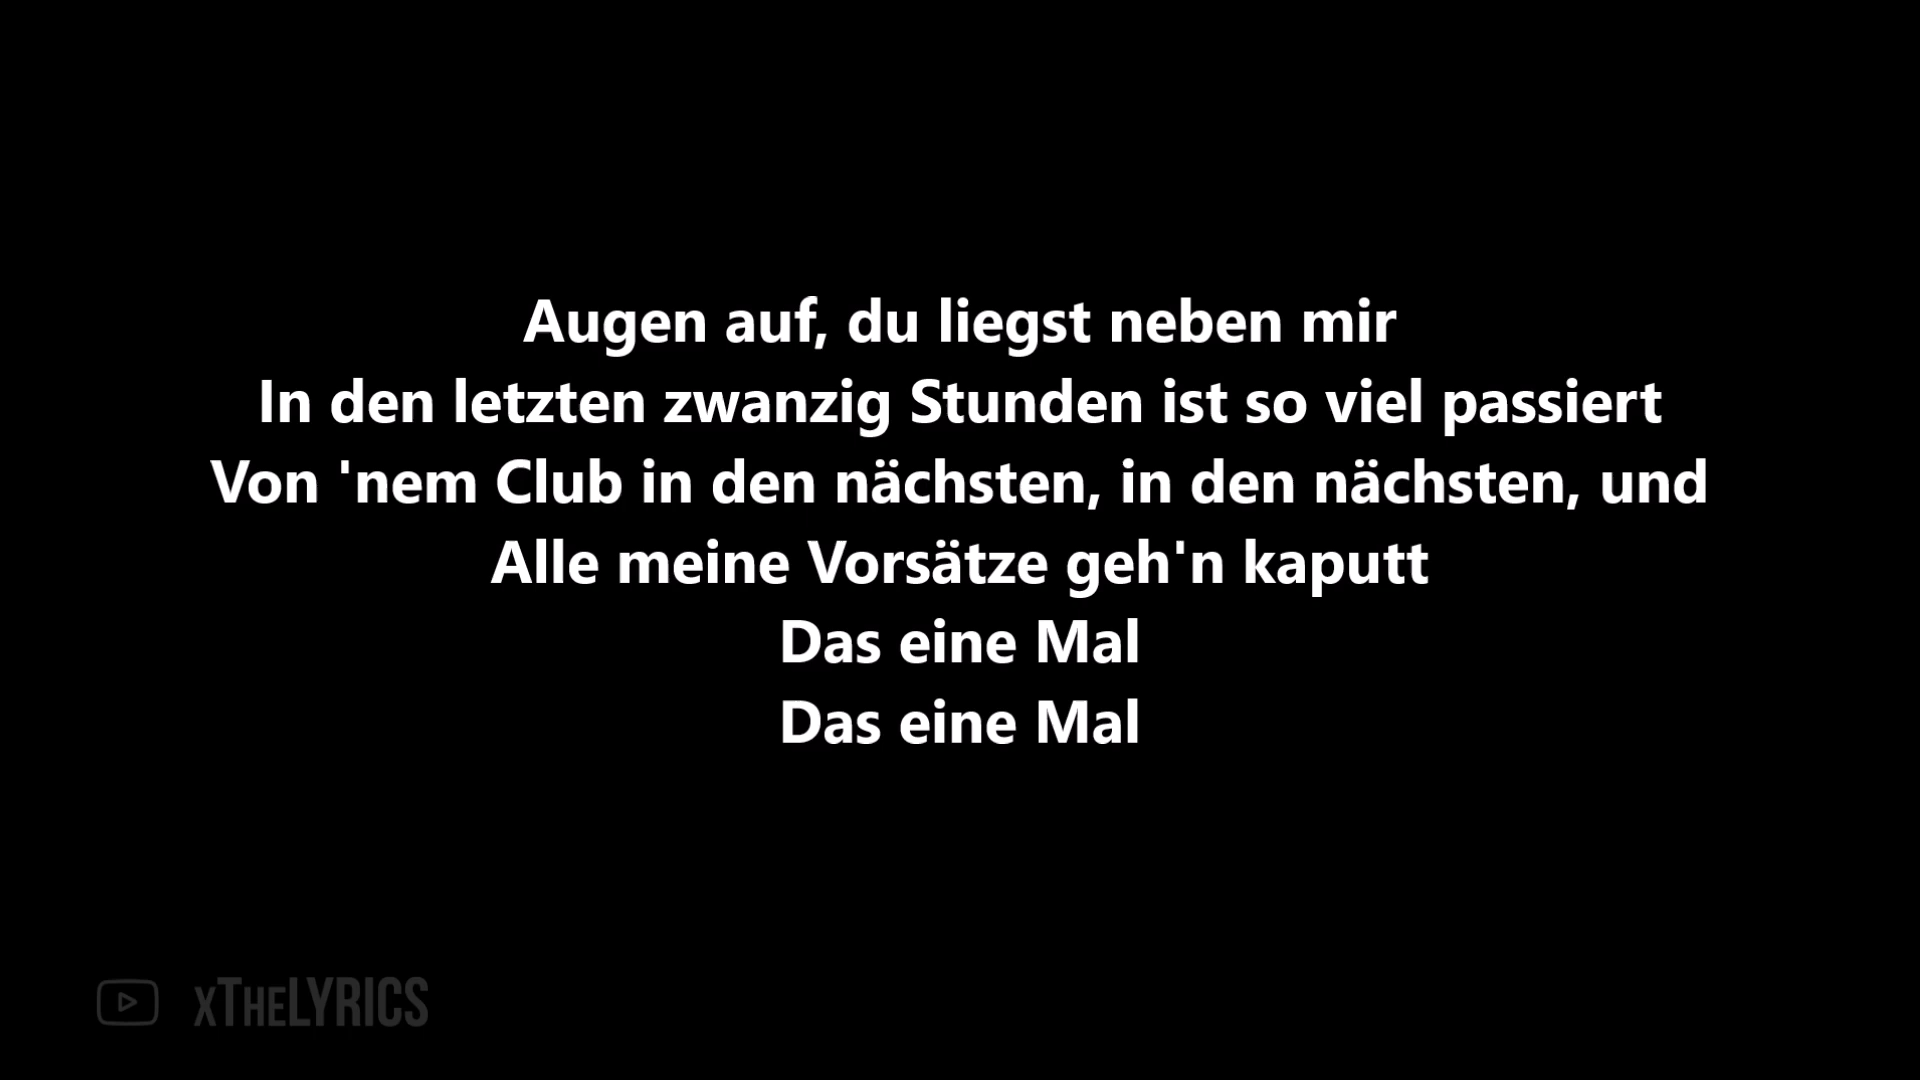 Augen auf, du liegst neben mir
In den letzten zwanzig Stunden ist so viel passiert
Von 'nem Club in den nächsten, in den nächsten, und
Alle meine Vorsätze geh'n kaputt
Das eine Mal
Das eine Mal
xTheLYRICS